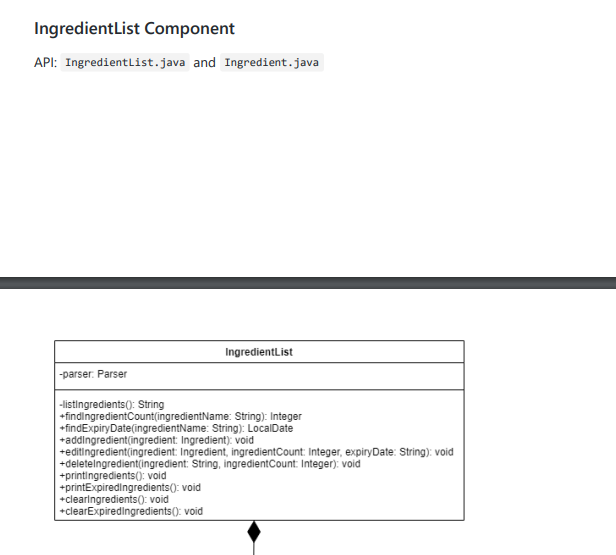 IngredientList Component
API: IngredientList.java and Ingredient.java
IngredientList
-parser: Parser
-listIngredients(): String
+findIngredientCount(ingredientName: String): Integer
+findExpiryDate(ingredientName: String): LocalDate
+addIngredient(ingredient: Ingredient): void
+editIngredient(ingredient: Ingredient, ingredientCount: Integer, expiryDate: String): void
+deleteIngredient(ingredient: String, ingredientCount: Integer): void
+printIngredients(): void
+printExpiredIngredients(): void
+clearIngredients(): void
+clearExpiredIngredients(): void